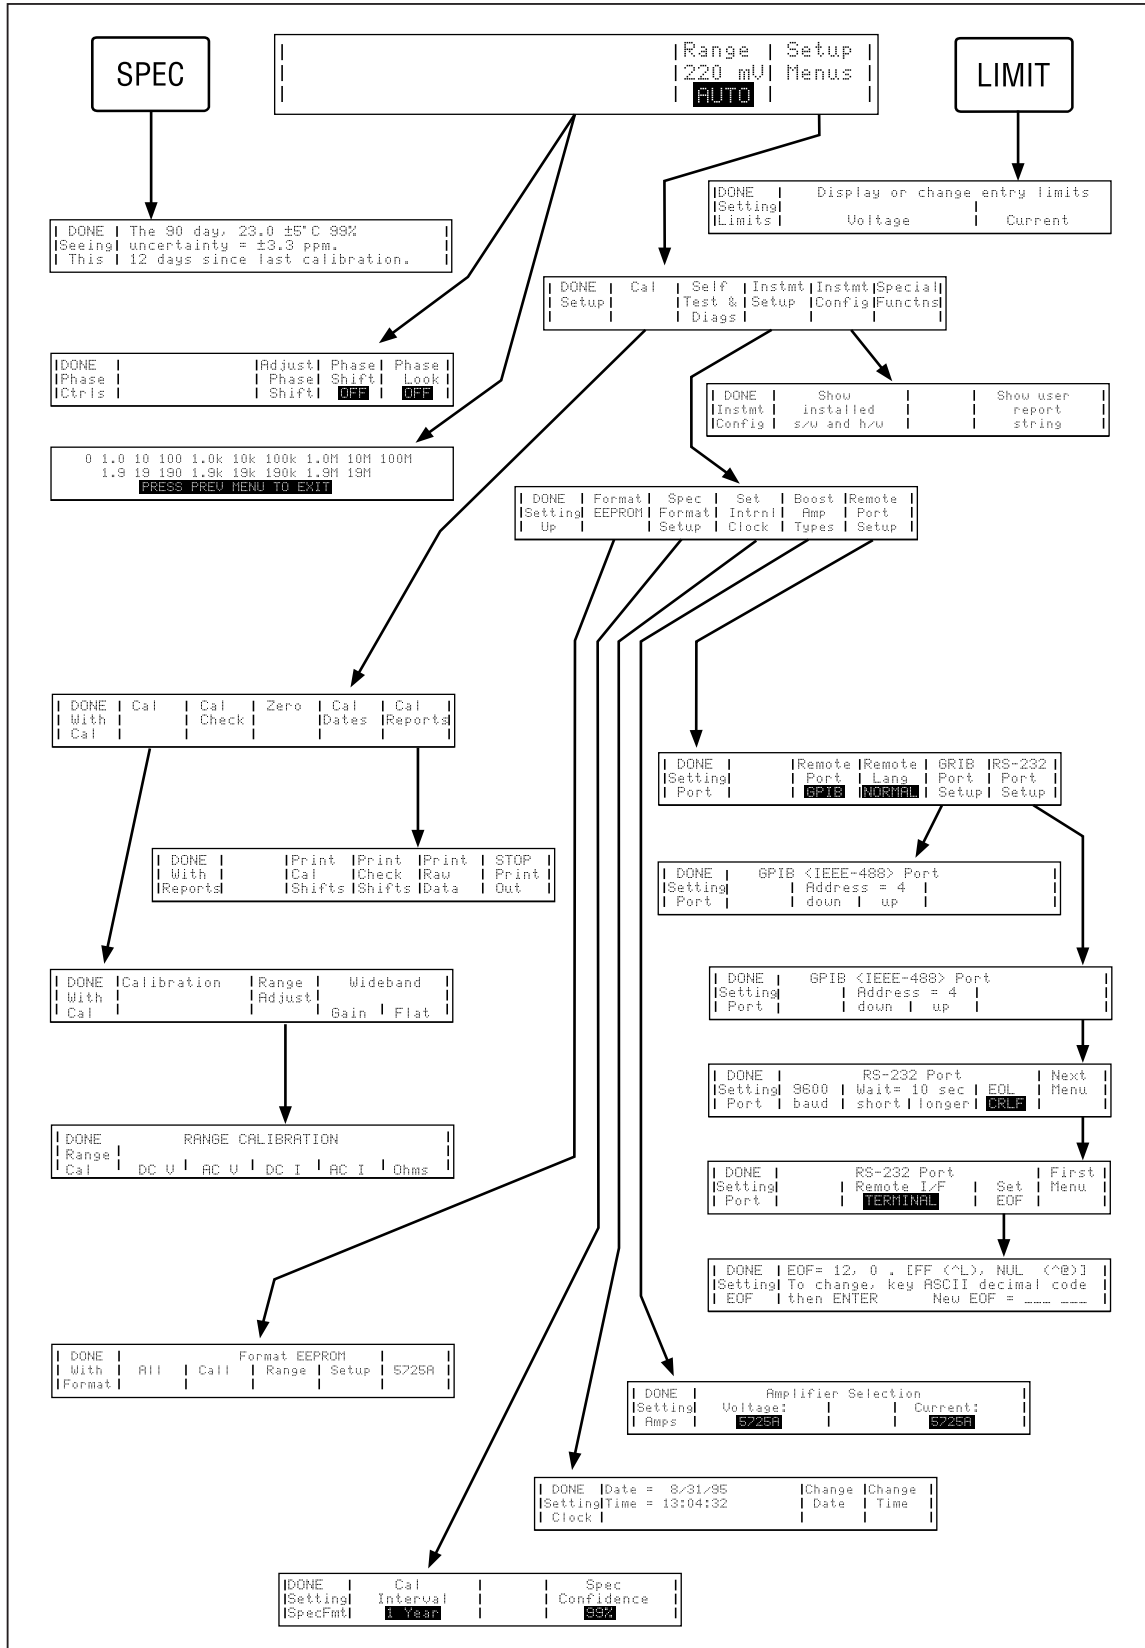 SPEC
Range Setup
220 mV Menus
AUTO
LIMIT
DONE Display or change entry limits
Setting
Limits Voltage Current
DONE The 90 day, 23.0 ±5°C 99%
Seeing uncertainty = ±3.3 ppm.
This 12 days since last calibration.
DONE Cal Self Instmt Instmt Special
Setup Test & Setup Config Functns
Diags
DONE Adjust Phase Phase
Phase Phase Shift Look
Ctrls Shift OFF OFF
DONE Show Show user
Instmt installed report
Config s/w and h/w string
0 1.0 10 100 1.0k 10k 100k 1.0M 10M 100M
1.9 19 190 1.9k 19k 190k 1.9M 19M
PRESS PREV MENU TO EXIT
DONE Format Spec Set Boost Remote
Setting EEPROM Format Intrnl Amp Port
Up Setup Clock Types Setup
DONE Cal Cal Zero Cal Cal
With Check Dates Reports
Cal
DONE Remote Remote GRIB RS-232
Setting Port Lang Port Port
Port GPIB NORMAL Setup Setup
DONE Print Print Print STOP
With Cal Check Raw Print
Reports Shifts Shifts Data Out
DONE GPIB <IEEE-488> Port
Setting Address = 4
Port down up
DONE Calibration Range Wideband
With Adjust
Cal Gain Flat
DONE GPIB <IEEE-488> Port
Setting Address = 4
Port down up
DONE RS-232 Port Next
Setting 9600 Wait= 10 sec EOL Menu
Port baud short longer CRLF
DONE RANGE CALIBRATION
Range
Cal DC V AC V DC I AC I Ohms
DONE RS-232 Port First
Setting Remote I/F Set Menu
Port TERMINAL EOF
DONE EOF= 12, 0 . [FF (^L), NUL (^@)]
Setting To change, key ASCII decimal code
EOF then ENTER New EOF = ___ ___
DONE Format EEPROM
With All Call Range Setup 5725A
Format
DONE Amplifier Selection
Setting Voltage: Current:
Amps 5725A 5725A
DONE Date = 8/31/95 Change Change
Setting Time = 13:04:32 Date Time
Clock
DONE Cal Spec
Setting Interval Confidence
SpecFmt 1 Year 99%